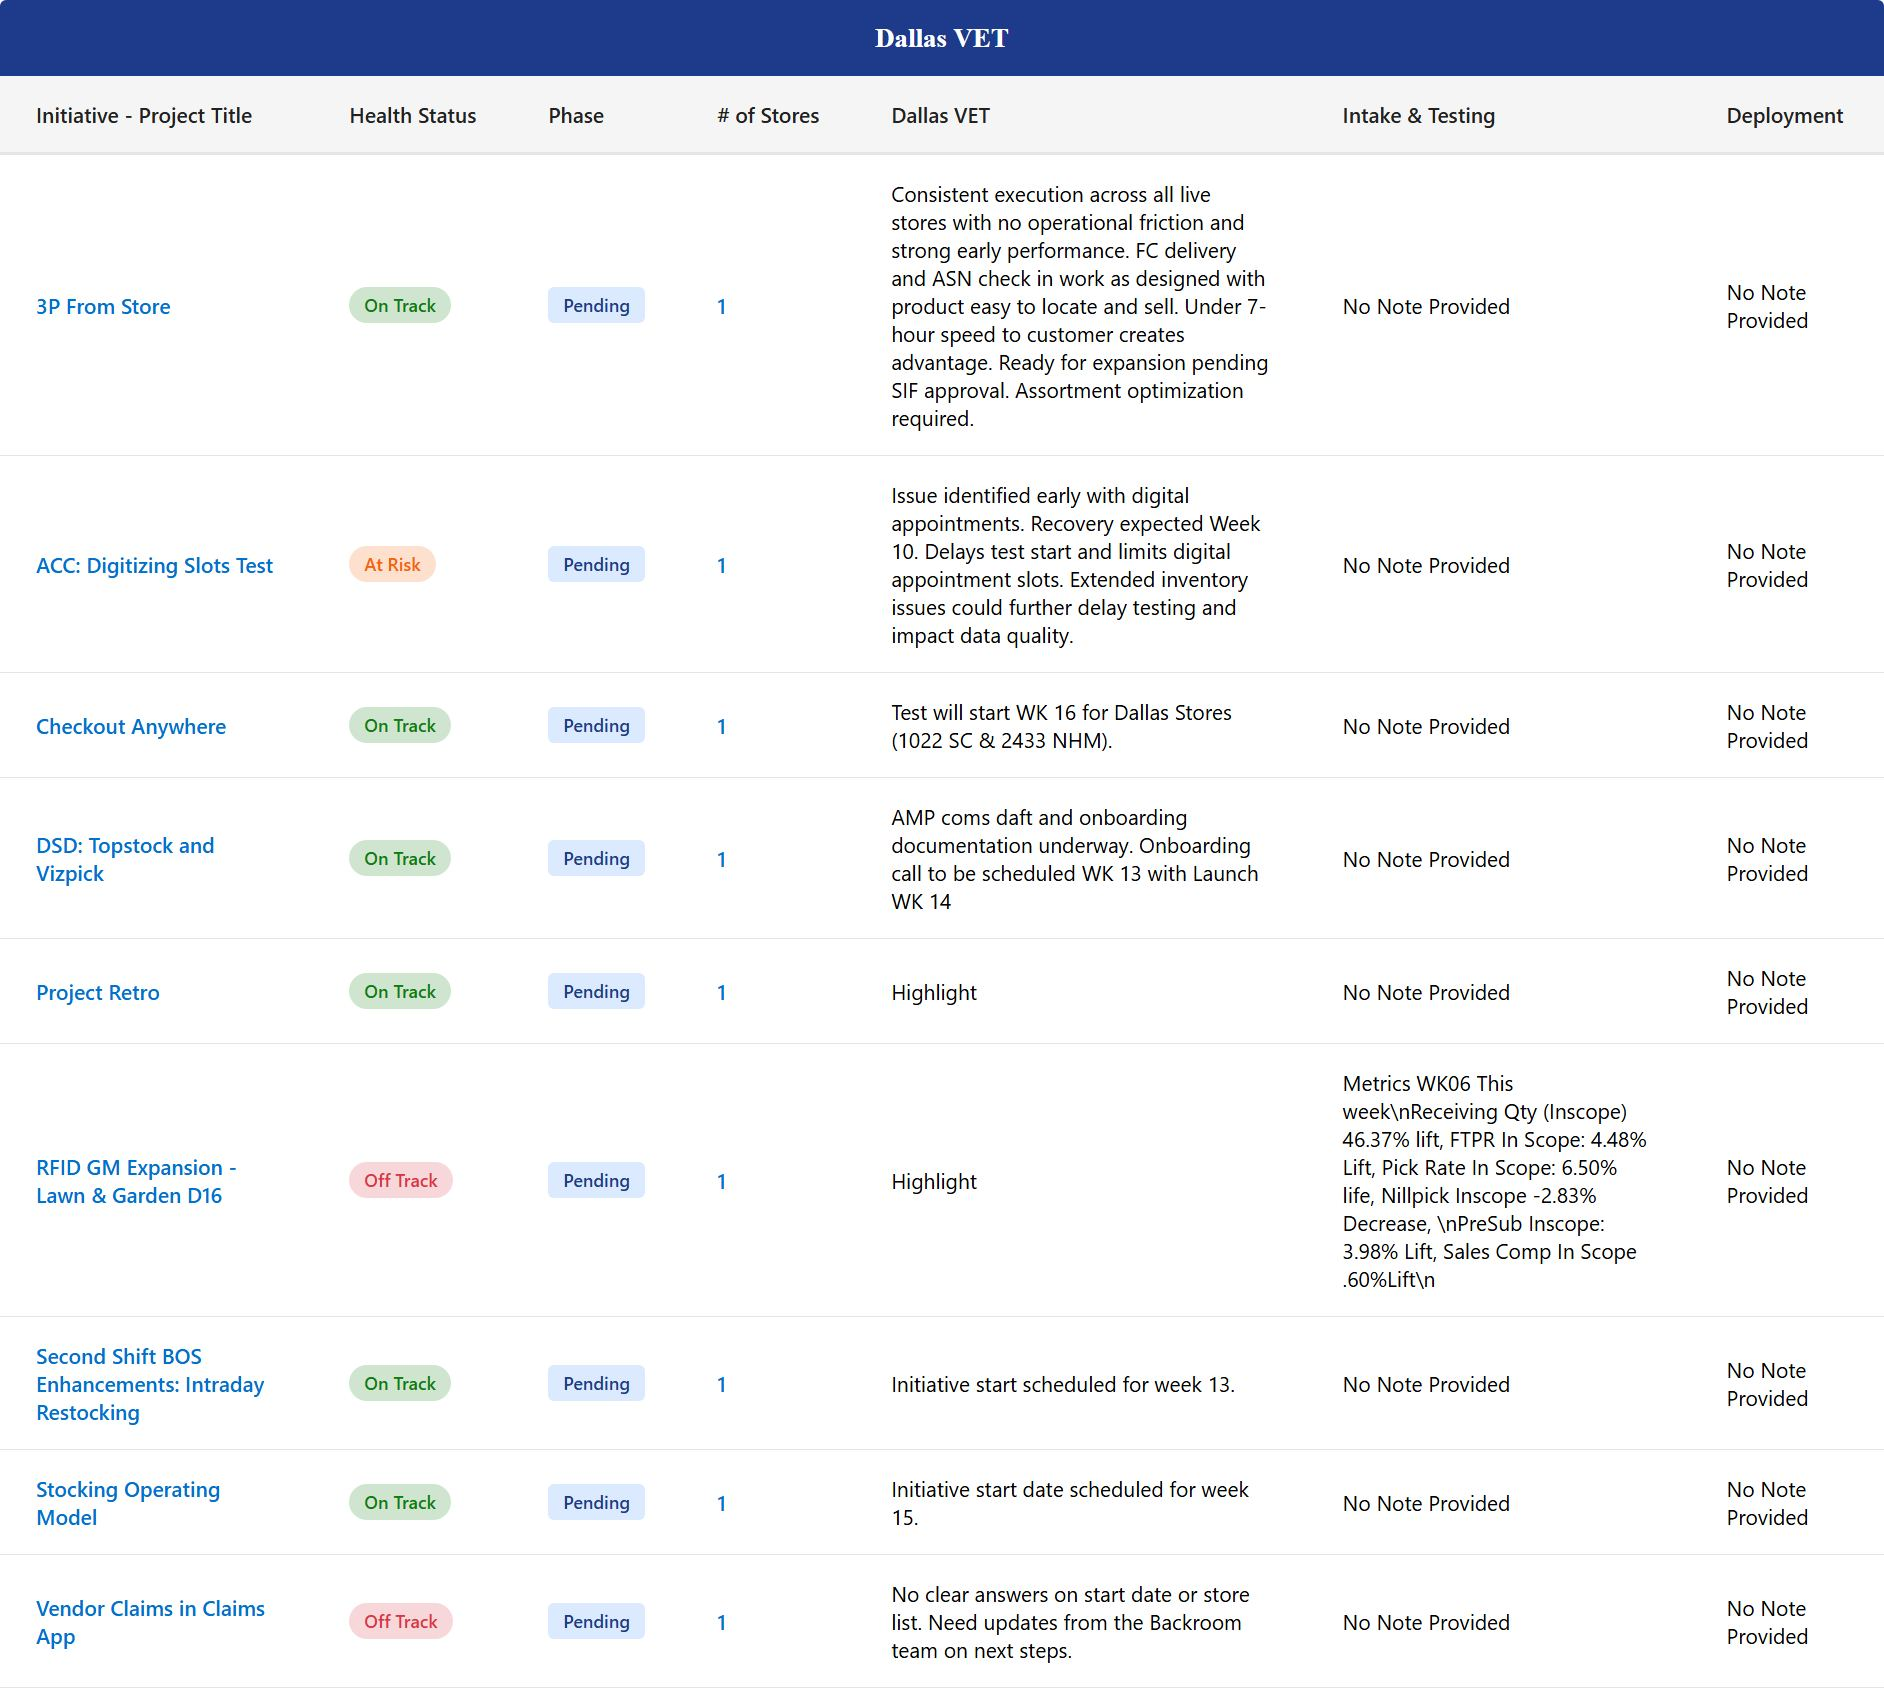 Dallas VET
Initiative - Project Title
Health Status
Phase
# of Stores
Dallas VET
Intake & Testing
Deployment
3P From Store
On Track
Pending
1
Consistent execution across all live
stores with no operational friction and
strong early performance. FC delivery
and ASN check in work as designed with
product easy to locate and sell. Under 7-
hour speed to customer creates
advantage. Ready for expansion pending
SIF approval. Assortment optimization
required.
No Note Provided
No Note
Provided
ACC: Digitizing Slots Test
At Risk
Pending
1
Issue identified early with digital
appointments. Recovery expected Week
10. Delays test start and limits digital
appointment slots. Extended inventory
issues could further delay testing and
impact data quality.
No Note Provided
No Note
Provided
Checkout Anywhere
On Track
Pending
1
Test will start WK 16 for Dallas Stores
(1022 SC & 2433 NHM).
No Note Provided
No Note
Provided
DSD: Topstock and
Vizpick
On Track
Pending
1
AMP coms daft and onboarding
documentation underway. Onboarding
call to be scheduled WK 13 with Launch
WK 14
No Note Provided
No Note
Provided
Project Retro
On Track
Pending
1
Highlight
No Note Provided
No Note
Provided
RFID GM Expansion -
Lawn & Garden D16
Off Track
Pending
1
Highlight
Metrics WK06 This
week\nReceiving Qty (Inscope)
46.37% lift, FTPR In Scope: 4.48%
Lift, Pick Rate In Scope: 6.50%
life, Nillpick Inscope -2.83%
Decrease, \nPreSub Inscope:
3.98% Lift, Sales Comp In Scope
.60%Lift\n
No Note
Provided
Second Shift BOS
Enhancements: Intraday
Restocking
On Track
Pending
1
Initiative start scheduled for week 13.
No Note Provided
No Note
Provided
Stocking Operating
Model
On Track
Pending
1
Initiative start date scheduled for week
15.
No Note Provided
No Note
Provided
Vendor Claims in Claims
App
Off Track
Pending
1
No clear answers on start date or store
list. Need updates from the Backroom
team on next steps.
No Note Provided
No Note
Provided